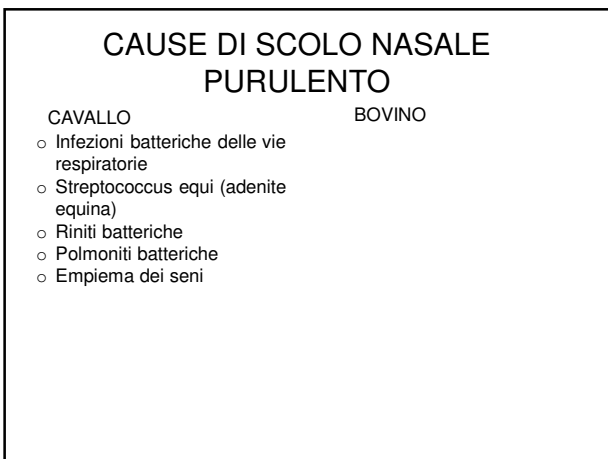 CAUSE DI SCOLO NASALE
PURULENTO
CAVALLO
o Infezioni batteriche delle vie
respiratorie
o Streptococcus equi (adenite
equina)
o Riniti batteriche
o Polmoniti batteriche
o Empiema dei seni
BOVINO